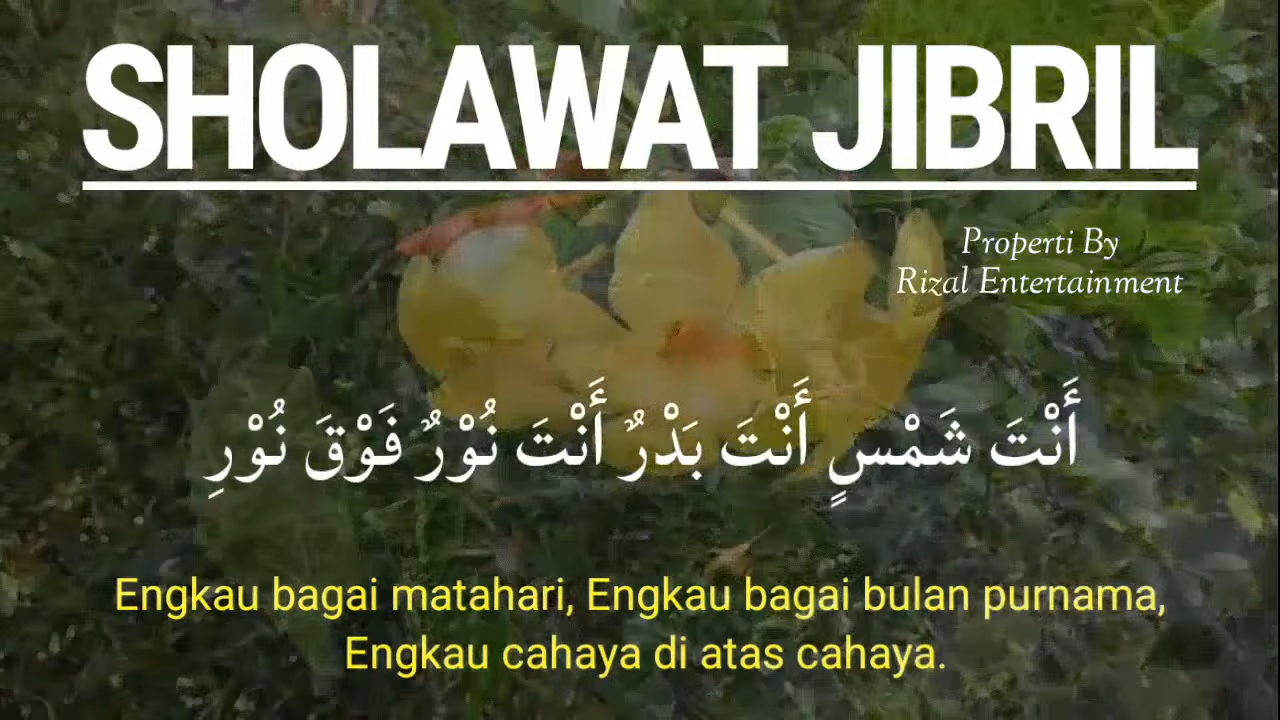 SHOLAWAT JIBRIL
Properti By
Rizal Entertainment
أَنْتَ شَمْسٍ أَنْتَ بَدْرٌ أَنْتَ نُوْرٌ فَوْقَ نُوْرِ
Engkau bagai matahari, Engkau bagai bulan purnama,
Engkau cahaya di atas cahaya.